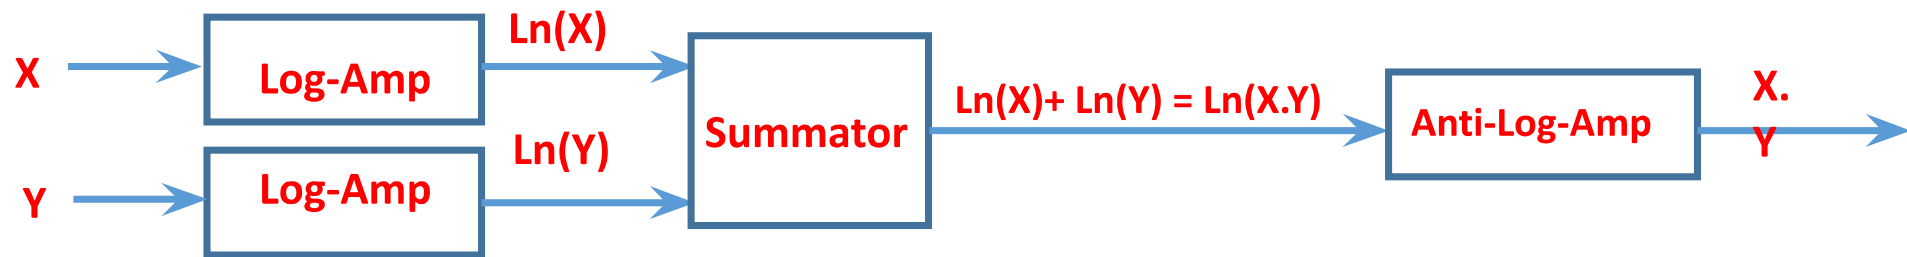 X
Log-Amp
Ln(X)
Y
Log-Amp
Ln(Y)
Summator
Ln(X)+ Ln(Y) = Ln(X.Y)
Anti-Log-Amp
X.
Y